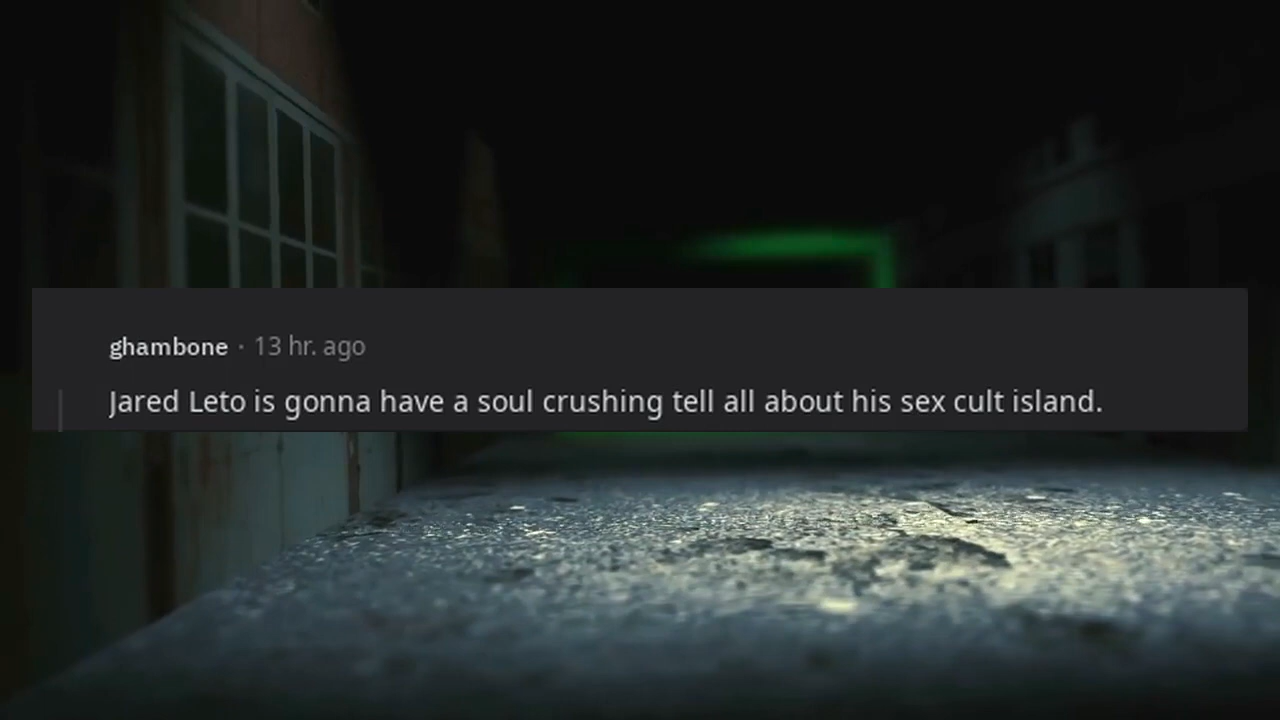 ghambone · 13 hr. ago
Jared Leto is gonna have a soul crushing tell all about his sex cult island.